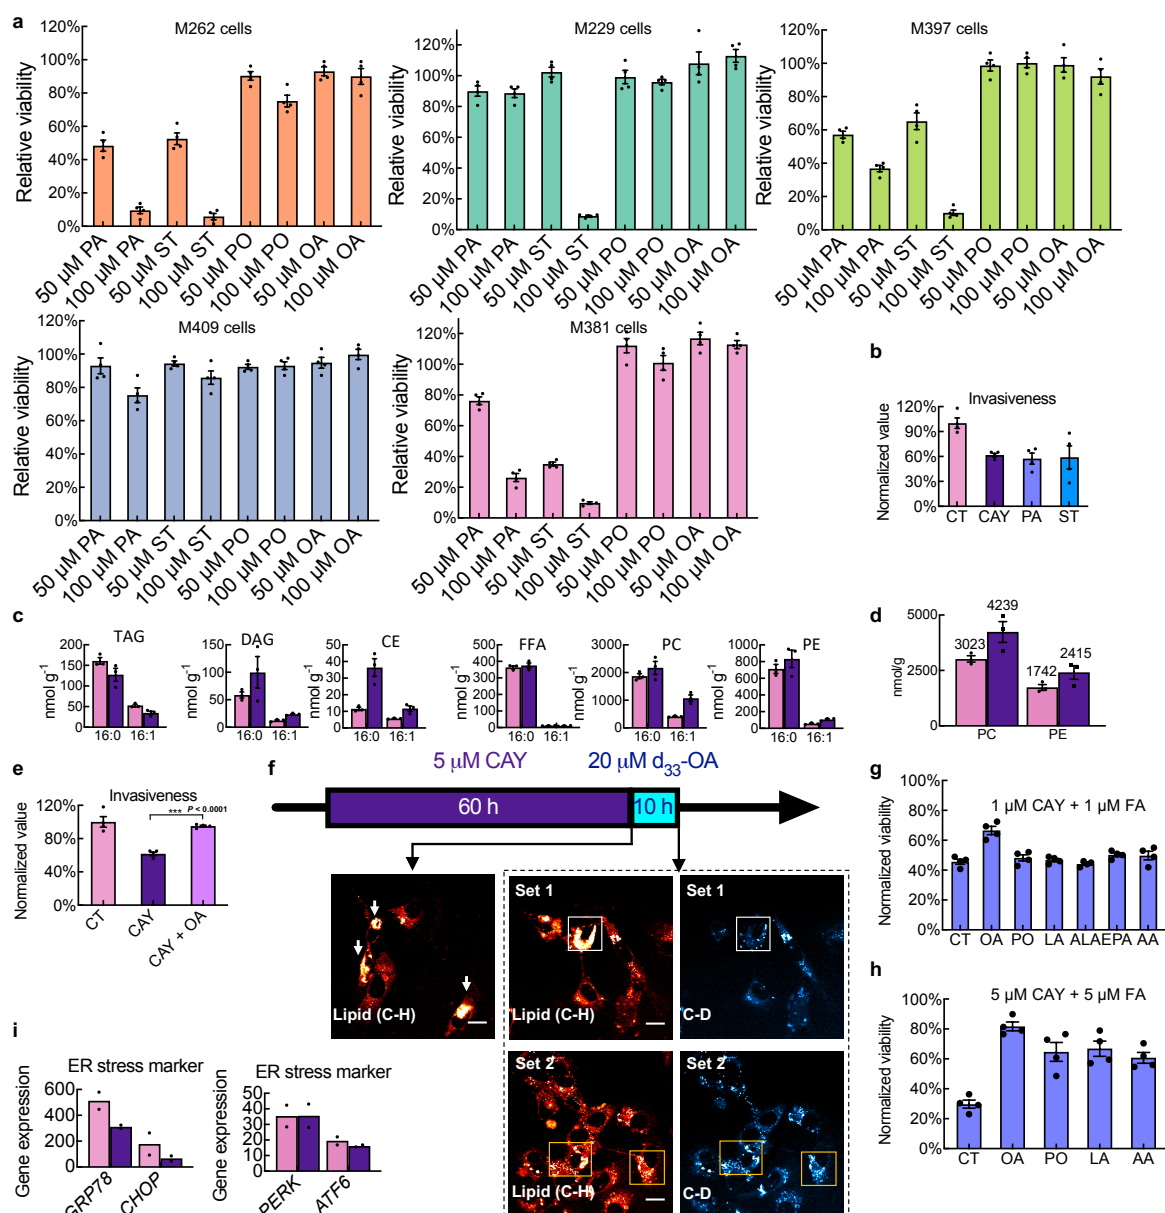 a
M262 cells
Relative viability
120%
100%
80%
60%
40%
20%
0%
50 µM PA
100 µM PA
50 µM ST
100 µM ST
50 µM PO
100 µM PO
50 µM OA
100 µM OA
M229 cells
Relative viability
120%
100%
80%
60%
40%
20%
0%
50 µM PA
100 µM PA
50 µM ST
100 µM ST
50 µM PO
100 µM PO
50 µM OA
100 µM OA
M397 cells
Relative viability
120%
100%
80%
60%
40%
20%
0%
50 µM PA
100 µM PA
50 µM ST
100 µM ST
50 µM PO
100 µM PO
50 µM OA
100 µM OA
M409 cells
Relative viability
120%
100%
80%
60%
40%
20%
0%
50 µM PA
100 µM PA
50 µM ST
100 µM ST
50 µM PO
100 µM PO
50 µM OA
100 µM OA
M381 cells
Relative viability
120%
100%
80%
60%
40%
20%
0%
50 µM PA
100 µM PA
50 µM ST
100 µM ST
50 µM PO
100 µM PO
50 µM OA
100 µM OA
b
Invasiveness
Normalized value
120%
90%
60%
30%
0%
CT CAY PA ST
c
TAG
nmol g-1
200
150
100
50
0
16:0 16:1
DAG
nmol g-1
150
100
50
0
16:0 16:1
CE
nmol g-1
50
40
30
20
10
0
16:0 16:1
FFA
nmol g-1
600
400
200
0
16:0 16:1
PC
nmol g-1
3000
2000
1000
0
16:0 16:1
PE
nmol g-1
1000
800
600
400
200
0
16:0 16:1
d
nmol/g
5000
2500
0
3023
4239
1742
2415
PC PE
e
Invasiveness
Normalized value
120%
80%
40%
0%
*** P < 0.0001
CT
CAY
CAY + OA
f
5 µM CAY
20 µM d33-OA
60 h
10 h
Lipid (C-H)
Set 1
Lipid (C-H)
Set 1
C-D
Set 2
Lipid (C-H)
Set 2
C-D
g
1 µM CAY + 1 µM FA
Normalized viability
100%
80%
60%
40%
20%
0%
CT OA PO LA ALA EPA AA
h
5 µM CAY + 5 µM FA
Normalized viability
100%
80%
60%
40%
20%
0%
CT OA PO LA AA
i
ER stress marker
Gene expression
600
400
200
0
GRP78
CHOP
ER stress marker
Gene expression
50
40
30
20
10
0
PERK
ATF6